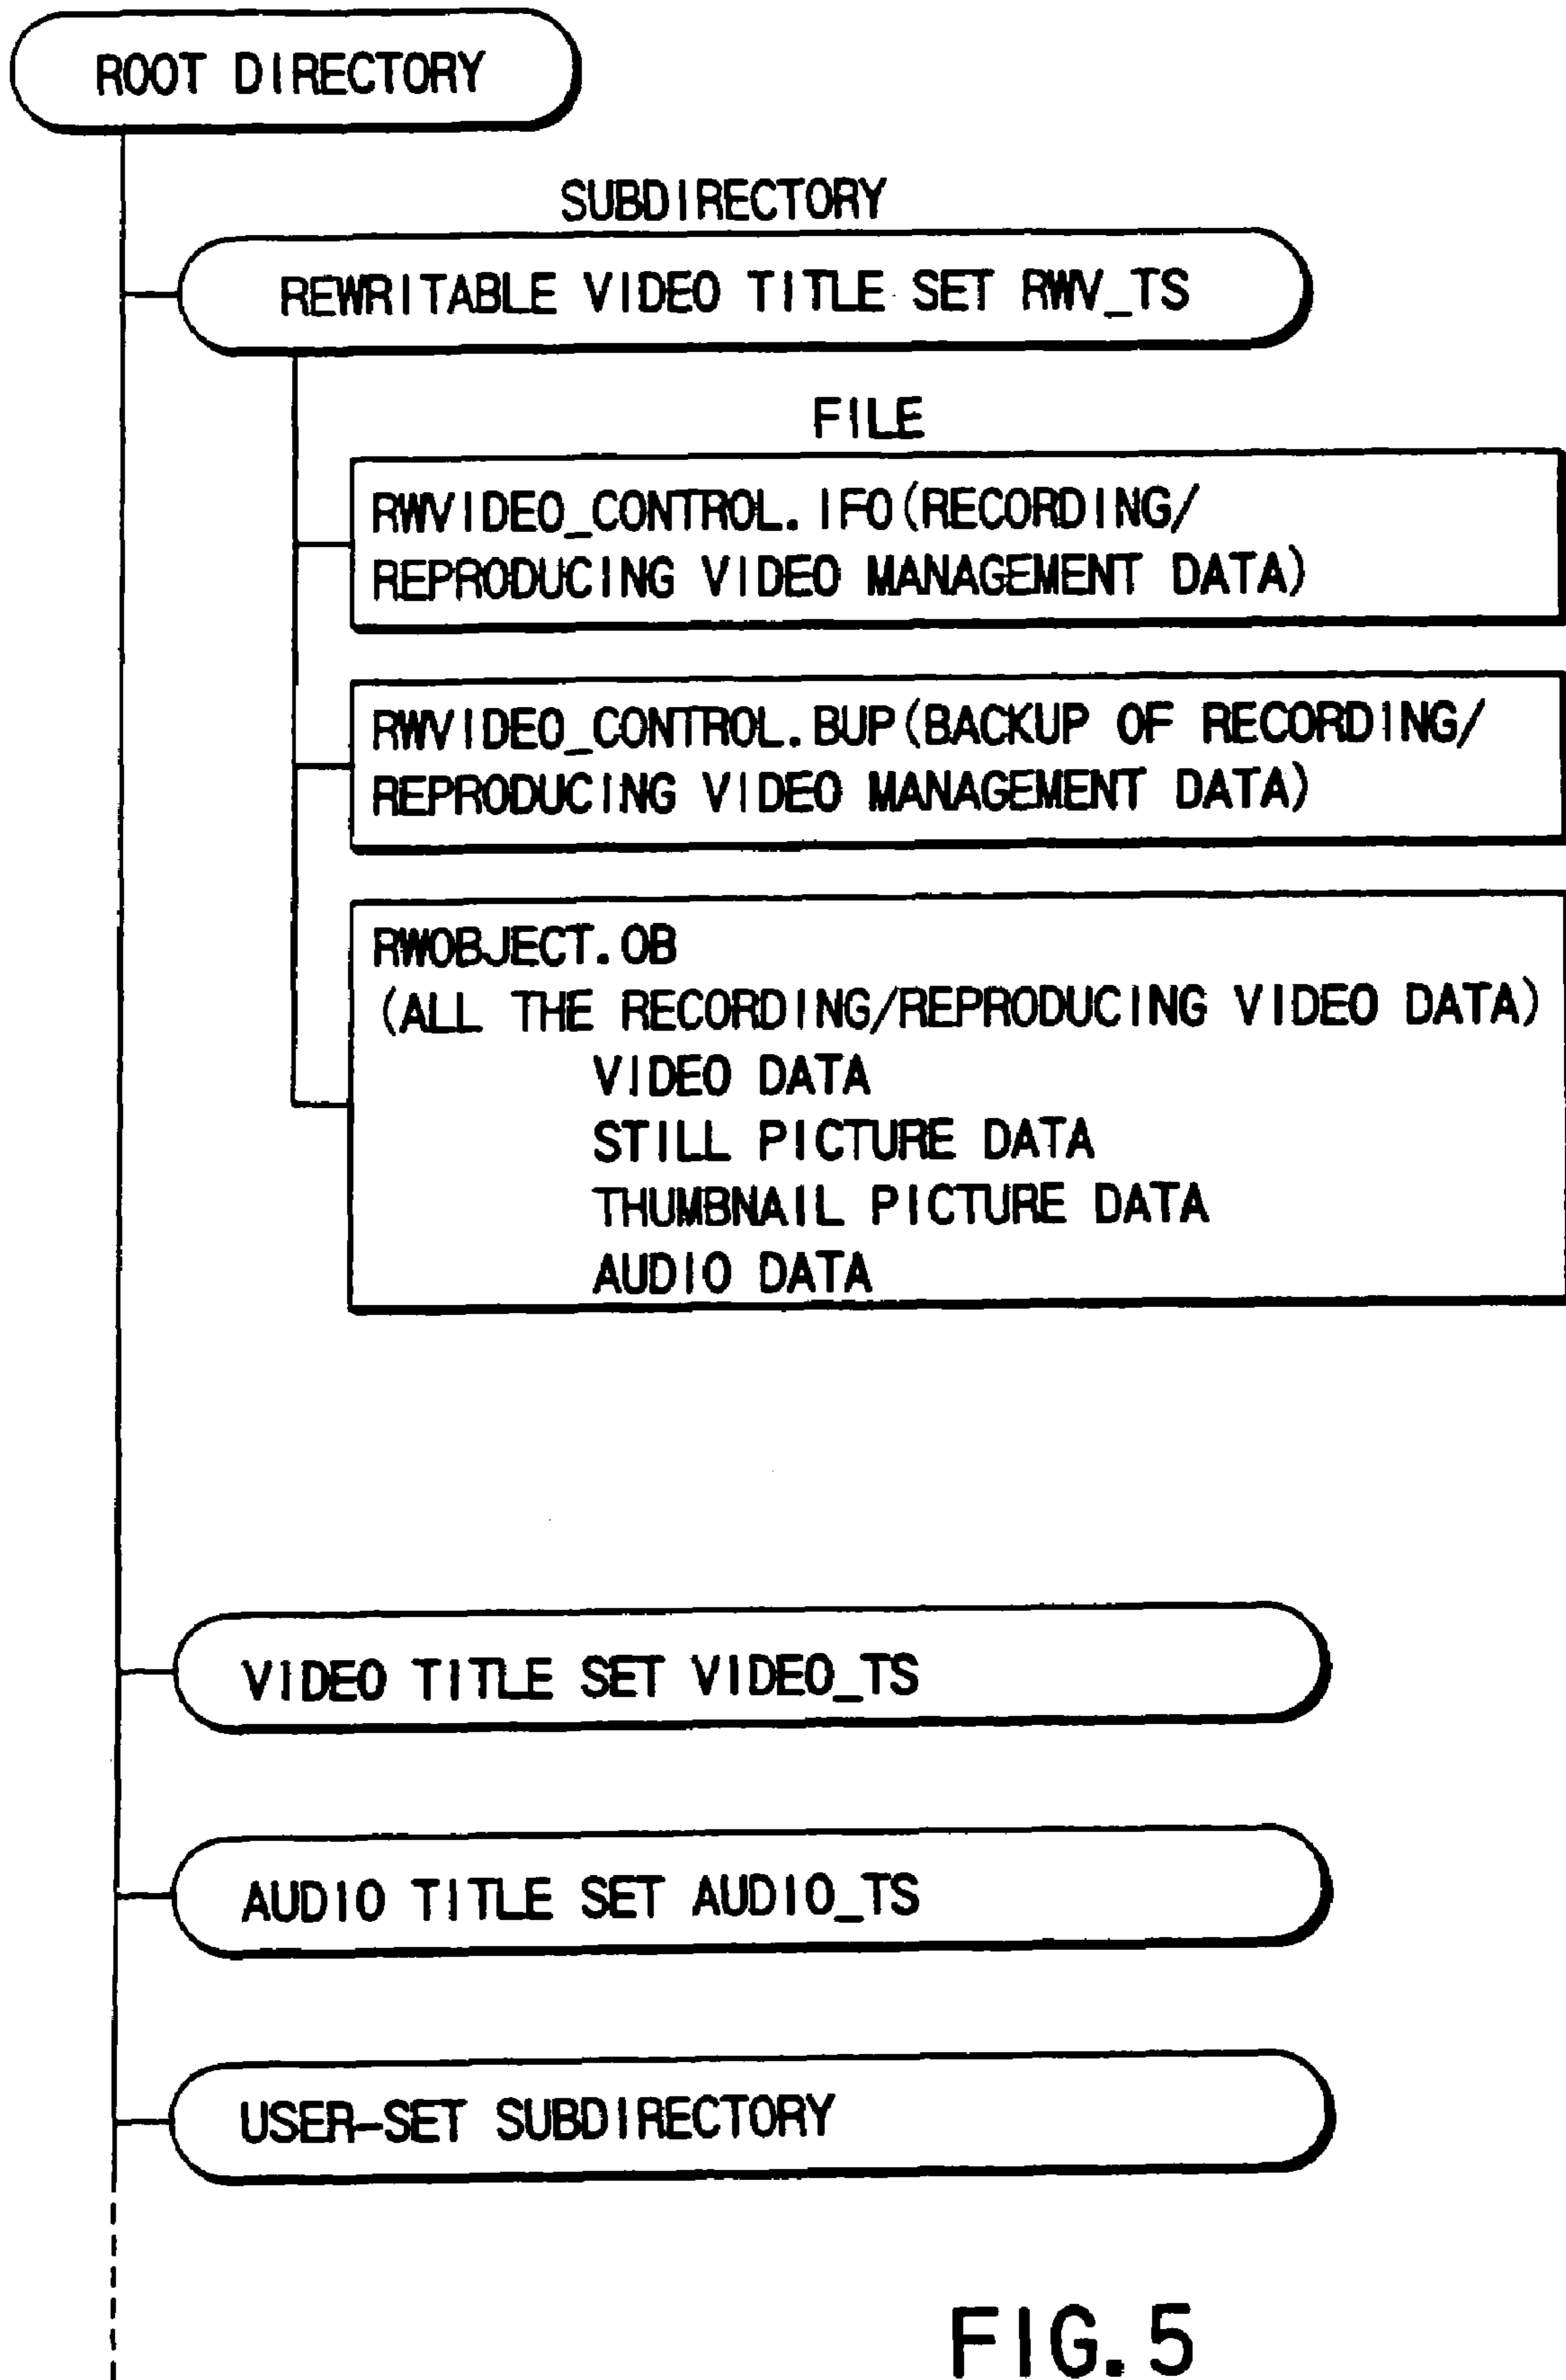 ROOT DIRECTORY
SUBDIRECTORY
REWRITABLE VIDEO TITLE SET RWV_TS
FILE
RWVIDEO_CONTROL.IFO(RECORDING/
REPRODUCING VIDEO MANAGEMENT DATA)
RWVIDEO_CONTROL.BUP(BACKUP OF RECORDING/
REPRODUCING VIDEO MANAGEMENT DATA)
RWOBJECT.OB
(ALL THE RECORDING/REPRODUCING VIDEO DATA)
VIDEO DATA
STILL PICTURE DATA
THUMBNAIL PICTURE DATA
AUDIO DATA
VIDEO TITLE SET VIDEO_TS
AUDIO TITLE SET AUDIO_TS
USER-SET SUBDIRECTORY
FIG.5